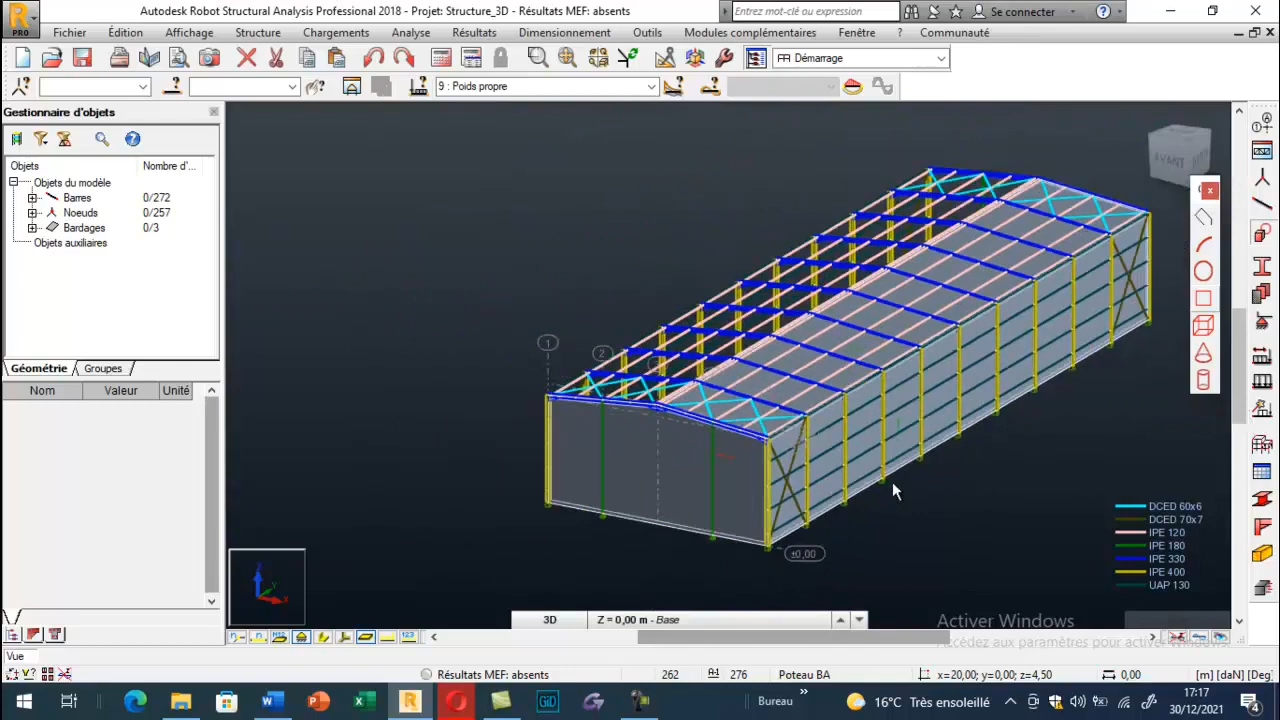 Autodesk Robot Structural Analysis Professional 2018 - Projet: Structure_3D - Résultats MEF: absents
Entrez mot-clé ou expression
Se connecter
PRO
Fichier Édition Affichage Structure Chargements Analyse Résultats Dimensionnement Outils Modules complémentaires Fenêtre ? Communauté
Démarrage
9 : Poids propre
Gestionnaire d'objets
Objets Nombre d'...
Objets du modèle
Barres 0/272
Noeuds 0/257
Bardages 0/3
Objets auxiliaires
Géométrie Groupes
Nom Valeur Unité
AVANT
1
2
±0,00
DCED 60x6
DCED 70x7
IPE 120
IPE 180
IPE 330
IPE 400
UAP 130
Z
Y
X
3D Z = 0,00 m - Base
Activer Windows
Accédez aux paramètres pour activer Windows.
Vue
Résultats MEF: absents 262 276 Poteau BA x=20,00; y=0,00; z=4,50 0,00 [m] [daN] [Deg]
Bureau
16°C Très ensoleillé
17:17
30/12/2021
4